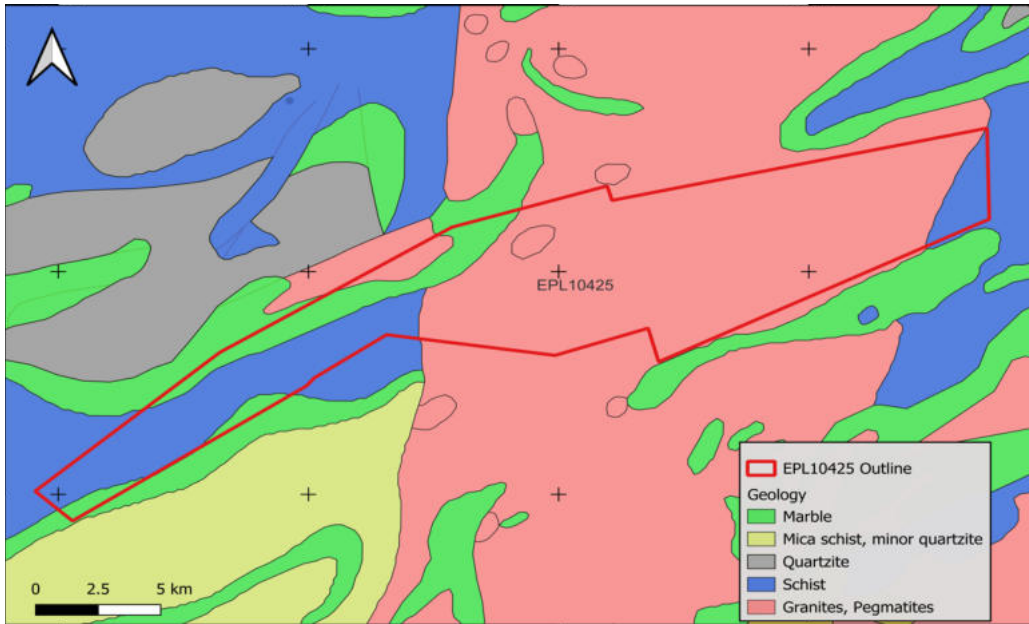 EPL10425
EPL10425 Outline
Geology
Marble
Mica schist, minor quartzite
Quartzite
Schist
Granites, Pegmatites
0 2.5 5 km